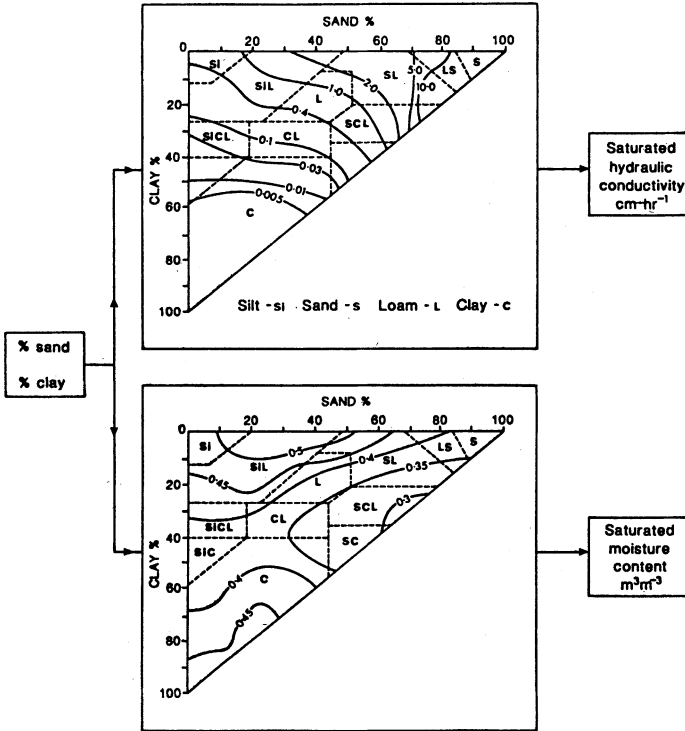 SAND %
0 20 40 60 80 100
CLAY %
0
20
40
60
80
100
SI
SIL
L
SL
LS
S
SCL
SICL
CL
C
5·0
10·0
2·0
1·0
0·4
0·1
0·03
0·01
0·005
Silt -SI Sand -S Loam - L Clay - C
Saturated
hydraulic
conductivity
cm-hr⁻¹
% sand
% clay
SAND %
0 20 40 60 80 100
CLAY %
0
20
40
60
80
100
SI
SIL
L
SL
LS
S
SCL
SICL
CL
SIC
SC
C
0·5
0·45
0·4
0·35
0·3
0·4
0·45
Saturated
moisture
content
m³m⁻³